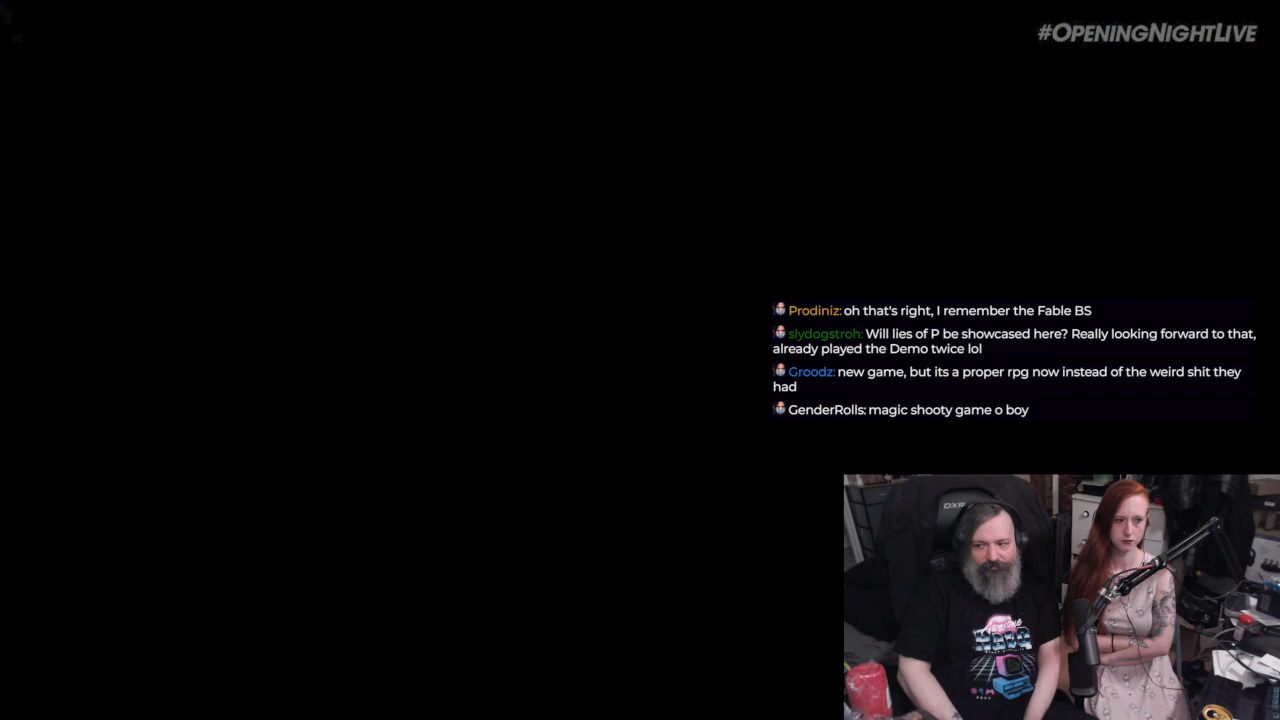 #OPENINGNIGHTLIVE
Prodiniz: oh that's right, I remember the Fable BS
slydogstroh: Will lies of P be showcased here? Really looking forward to that,
already played the Demo twice lol
Groodz: new game, but its a proper rpg now instead of the weird shit they
had
GenderRolls: magic shooty game o boy
DXR
Awesome